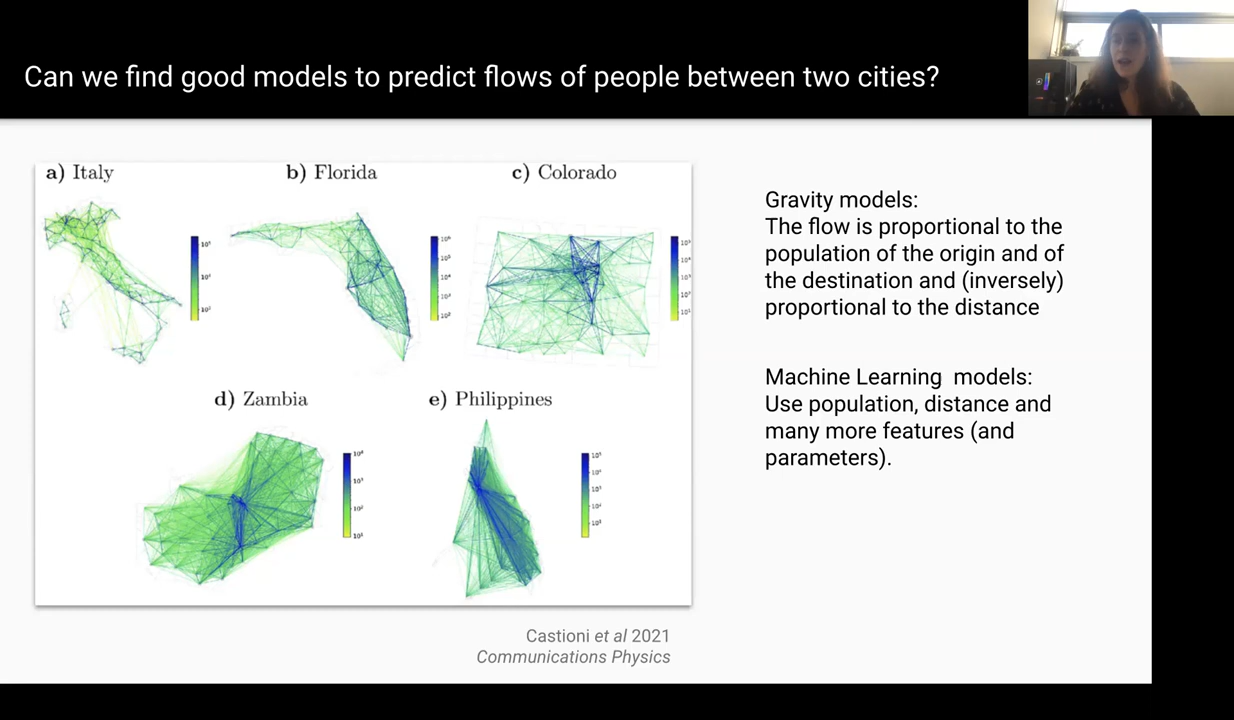 Can we find good models to predict flows of people between two cities?
a) Italy
b) Florida
c) Colorado
Gravity models:
The flow is proportional to the
population of the origin and of
the destination and (inversely)
proportional to the distance
d) Zambia
e) Philippines
Machine Learning models:
Use population, distance and
many more features (and
parameters).
Castioni et al 2021
Communications Physics